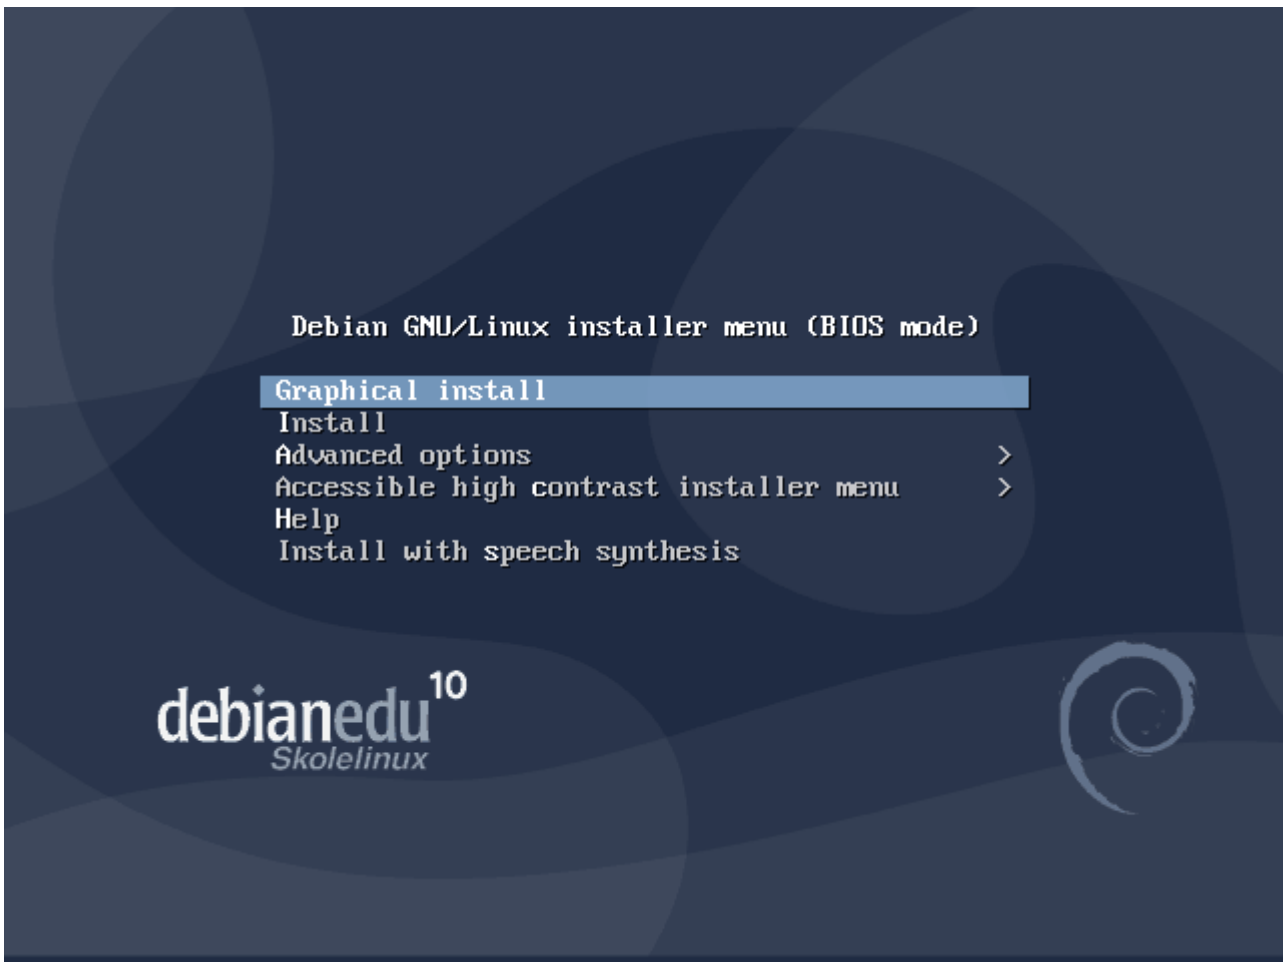 Debian GNU/Linux installer menu (BIOS mode)
Graphical install
Install
Advanced options >
Accessible high contrast installer menu >
Help
Install with speech synthesis
debianedu 10
Skolelinux